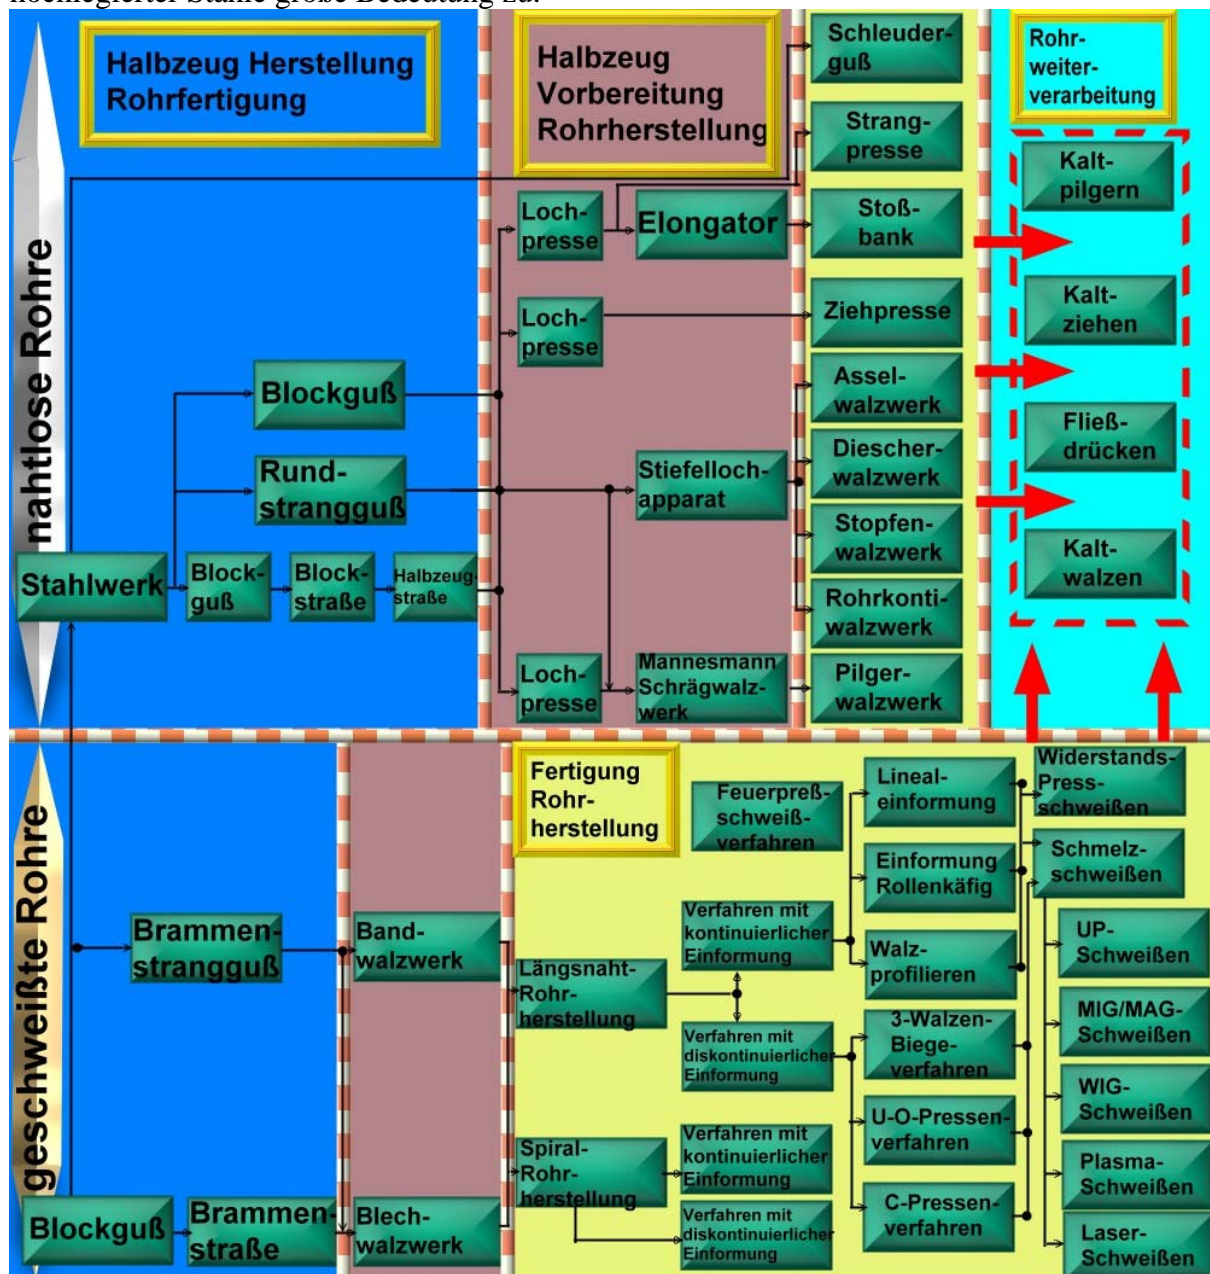 hochlegierter Stähle große Bedeutung zu.
Halbzeug Herstellung
Rohrfertigung
Halbzeug
Vorbereitung
Rohrherstellung
Schleuder-
guß
Rohr-
weiter-
verarbeitung
Strang-
presse
Kalt-
pilgern
nahtlose Rohre
Loch-
presse
Elongator
Stoß-
bank
Loch-
presse
Ziehpresse
Kalt-
ziehen
Blockguß
Assel-
walzwerk
Rund-
strangguß
Stiefelloch-
apparat
Diescher-
walzwerk
Fließ-
drücken
Stopfen-
walzwerk
Kalt-
walzen
Stahlwerk
Block-
guß
Block-
straße
Halbzeug-
straße
Rohrkonti-
walzwerk
Loch-
presse
Mannesmann
Schrägwalz-
werk
Pilger-
walzwerk
geschweißte Rohre
Fertigung
Rohr-
herstellung
Feuerpreß-
schweiß-
verfahren
Lineal-
einformung
Widerstands-
Press-
schweißen
Einformung
Rollenkäfig
Schmelz-
schweißen
Brammen-
strangguß
Band-
walzwerk
Verfahren mit
kontinuierlicher
Einformung
Walz-
profilieren
UP-
Schweißen
Längsnaht-
Rohr-
herstellung
Verfahren mit
diskontinuierlicher
Einformung
3-Walzen-
Biege-
verfahren
MIG/MAG-
Schweißen
U-O-Pressen-
verfahren
WIG-
Schweißen
Spiral-
Rohr-
herstellung
Verfahren mit
kontinuierlicher
Einformung
Plasma-
Schweißen
Blockguß
Brammen-
straße
Blech-
walzwerk
Verfahren mit
diskontinuierlicher
Einformung
C-Pressen-
verfahren
Laser-
Schweißen